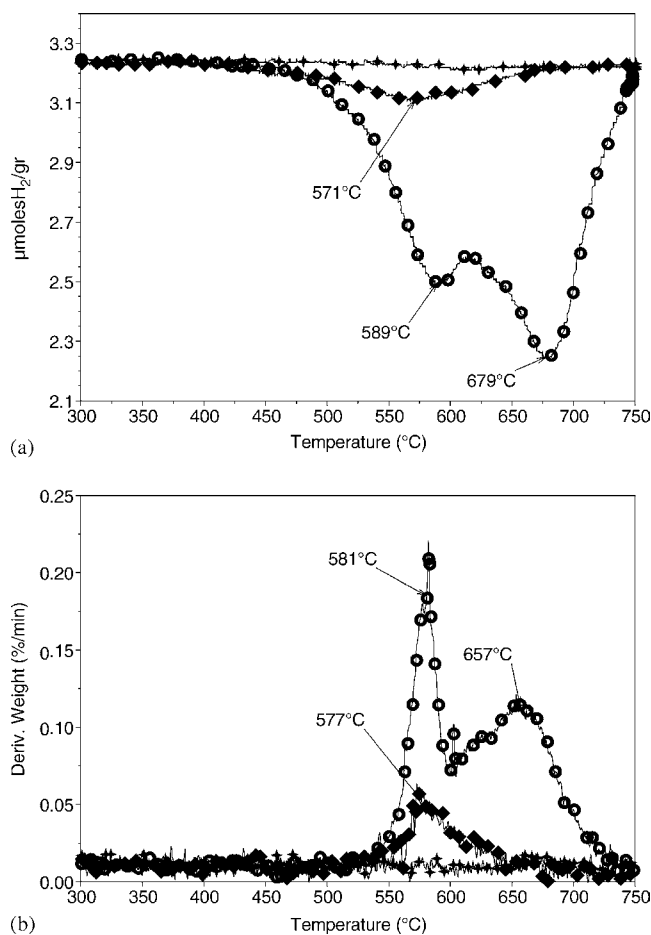 3.3
3.1
2.9
2.7
2.5
2.3
2.1
μmolesH₂/gr
571°C
589°C
679°C
300 350 400 450 500 550 600 650 700 750
Temperature (°C)
(a)
0.25
0.20
0.15
0.10
0.05
0.00
Deriv. Weight (%/min)
581°C
657°C
577°C
300 350 400 450 500 550 600 650 700 750
Temperature (°C)
(b)